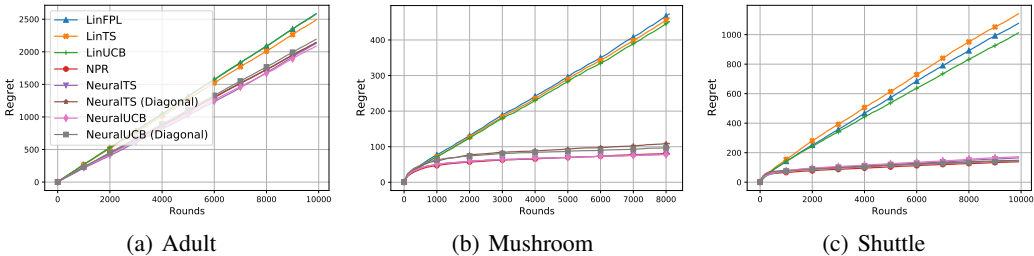 LinFPL
LinTS
LinUCB
NPR
NeuralTS
NeuralTS (Diagonal)
NeuralUCB
NeuralUCB (Diagonal)
Regret
2500
2000
1500
1000
500
0
0 2000 4000 6000 8000 10000
Rounds
(a) Adult
Regret
400
300
200
100
0
0 1000 2000 3000 4000 5000 6000 7000 8000
Rounds
(b) Mushroom
Regret
1000
800
600
400
200
0
0 2000 4000 6000 8000 10000
Rounds
(c) Shuttle